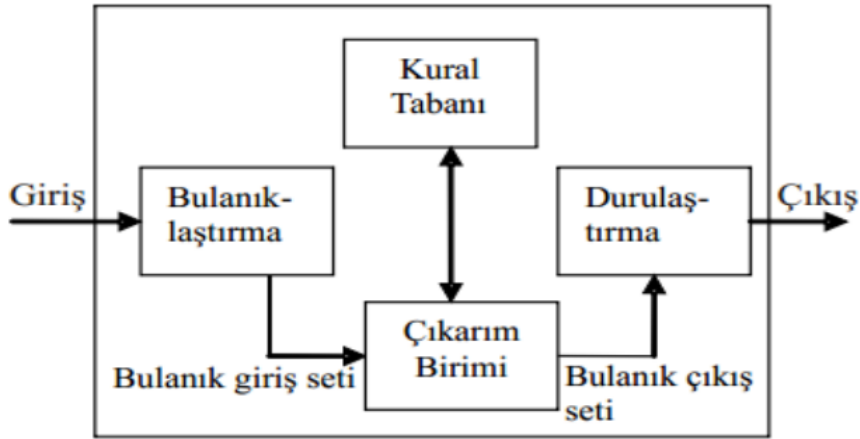 Kural
Tabanı
Giriş
Bulanık-
laştırma
Durulaş-
tırma
Çıkış
Çıkarım
Birimi
Bulanık giriş seti
Bulanık çıkış
seti